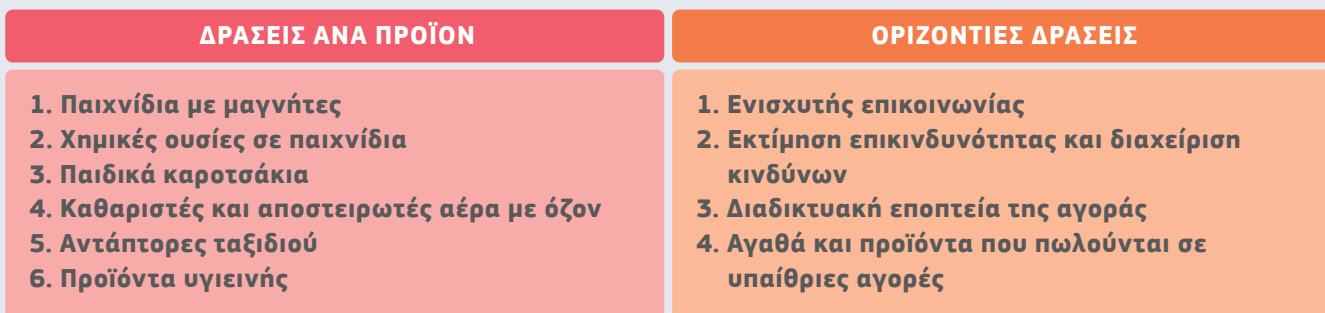 ΔΡΑΣΕΙΣ ΑΝΑ ΠΡΟΪΟΝ
1. Παιχνίδια με μαγνήτες
2. Χημικές ουσίες σε παιχνίδια
3. Παιδικά καροτσάκια
4. Καθαριστές και αποστειρωτές αέρα με όζον
5. Αντάπτορες ταξιδιού
6. Προϊόντα υγιεινής
ΟΡΙΖΟΝΤΙΕΣ ΔΡΑΣΕΙΣ
1. Ενισχυτής επικοινωνίας
2. Εκτίμηση επικινδυνότητας και διαχείριση
κινδύνων
3. Διαδικτυακή εποπτεία της αγοράς
4. Αγαθά και προϊόντα που πωλούνται σε
υπαίθριες αγορές